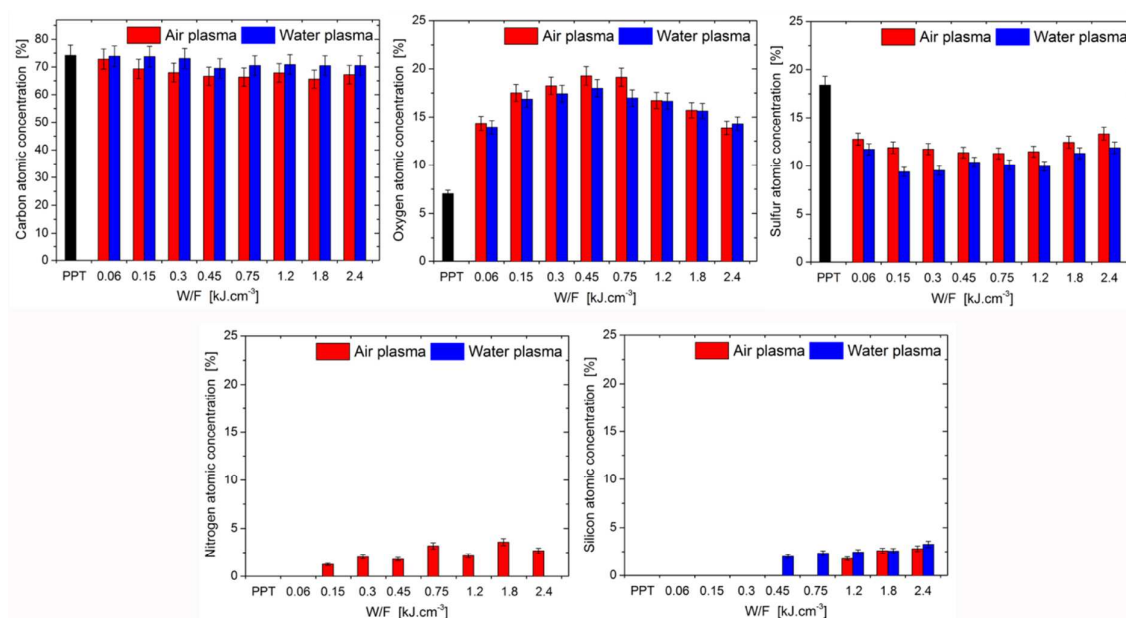 Carbon atomic concentration [%]
80
70
60
50
40
30
20
10
0
Air plasma Water plasma
PPT 0.06 0.15 0.3 0.45 0.75 1.2 1.8 2.4
W/F [kJ.cm⁻³]
Oxygen atomic concentration [%]
25
20
15
10
5
0
Air plasma Water plasma
PPT 0.06 0.15 0.3 0.45 0.75 1.2 1.8 2.4
W/F [kJ.cm⁻³]
Sulfur atomic concentration [%]
25
20
15
10
5
0
Air plasma Water plasma
PPT 0.06 0.15 0.3 0.45 0.75 1.2 1.8 2.4
W/F [kJ.cm⁻³]
Nitrogen atomic concentration [%]
25
20
15
10
5
0
Air plasma Water plasma
PPT 0.06 0.15 0.3 0.45 0.75 1.2 1.8 2.4
W/F [kJ.cm⁻³]
Silicon atomic concentration [%]
25
20
15
10
5
0
Air plasma Water plasma
PPT 0.06 0.15 0.3 0.45 0.75 1.2 1.8 2.4
W/F [kJ.cm⁻³]